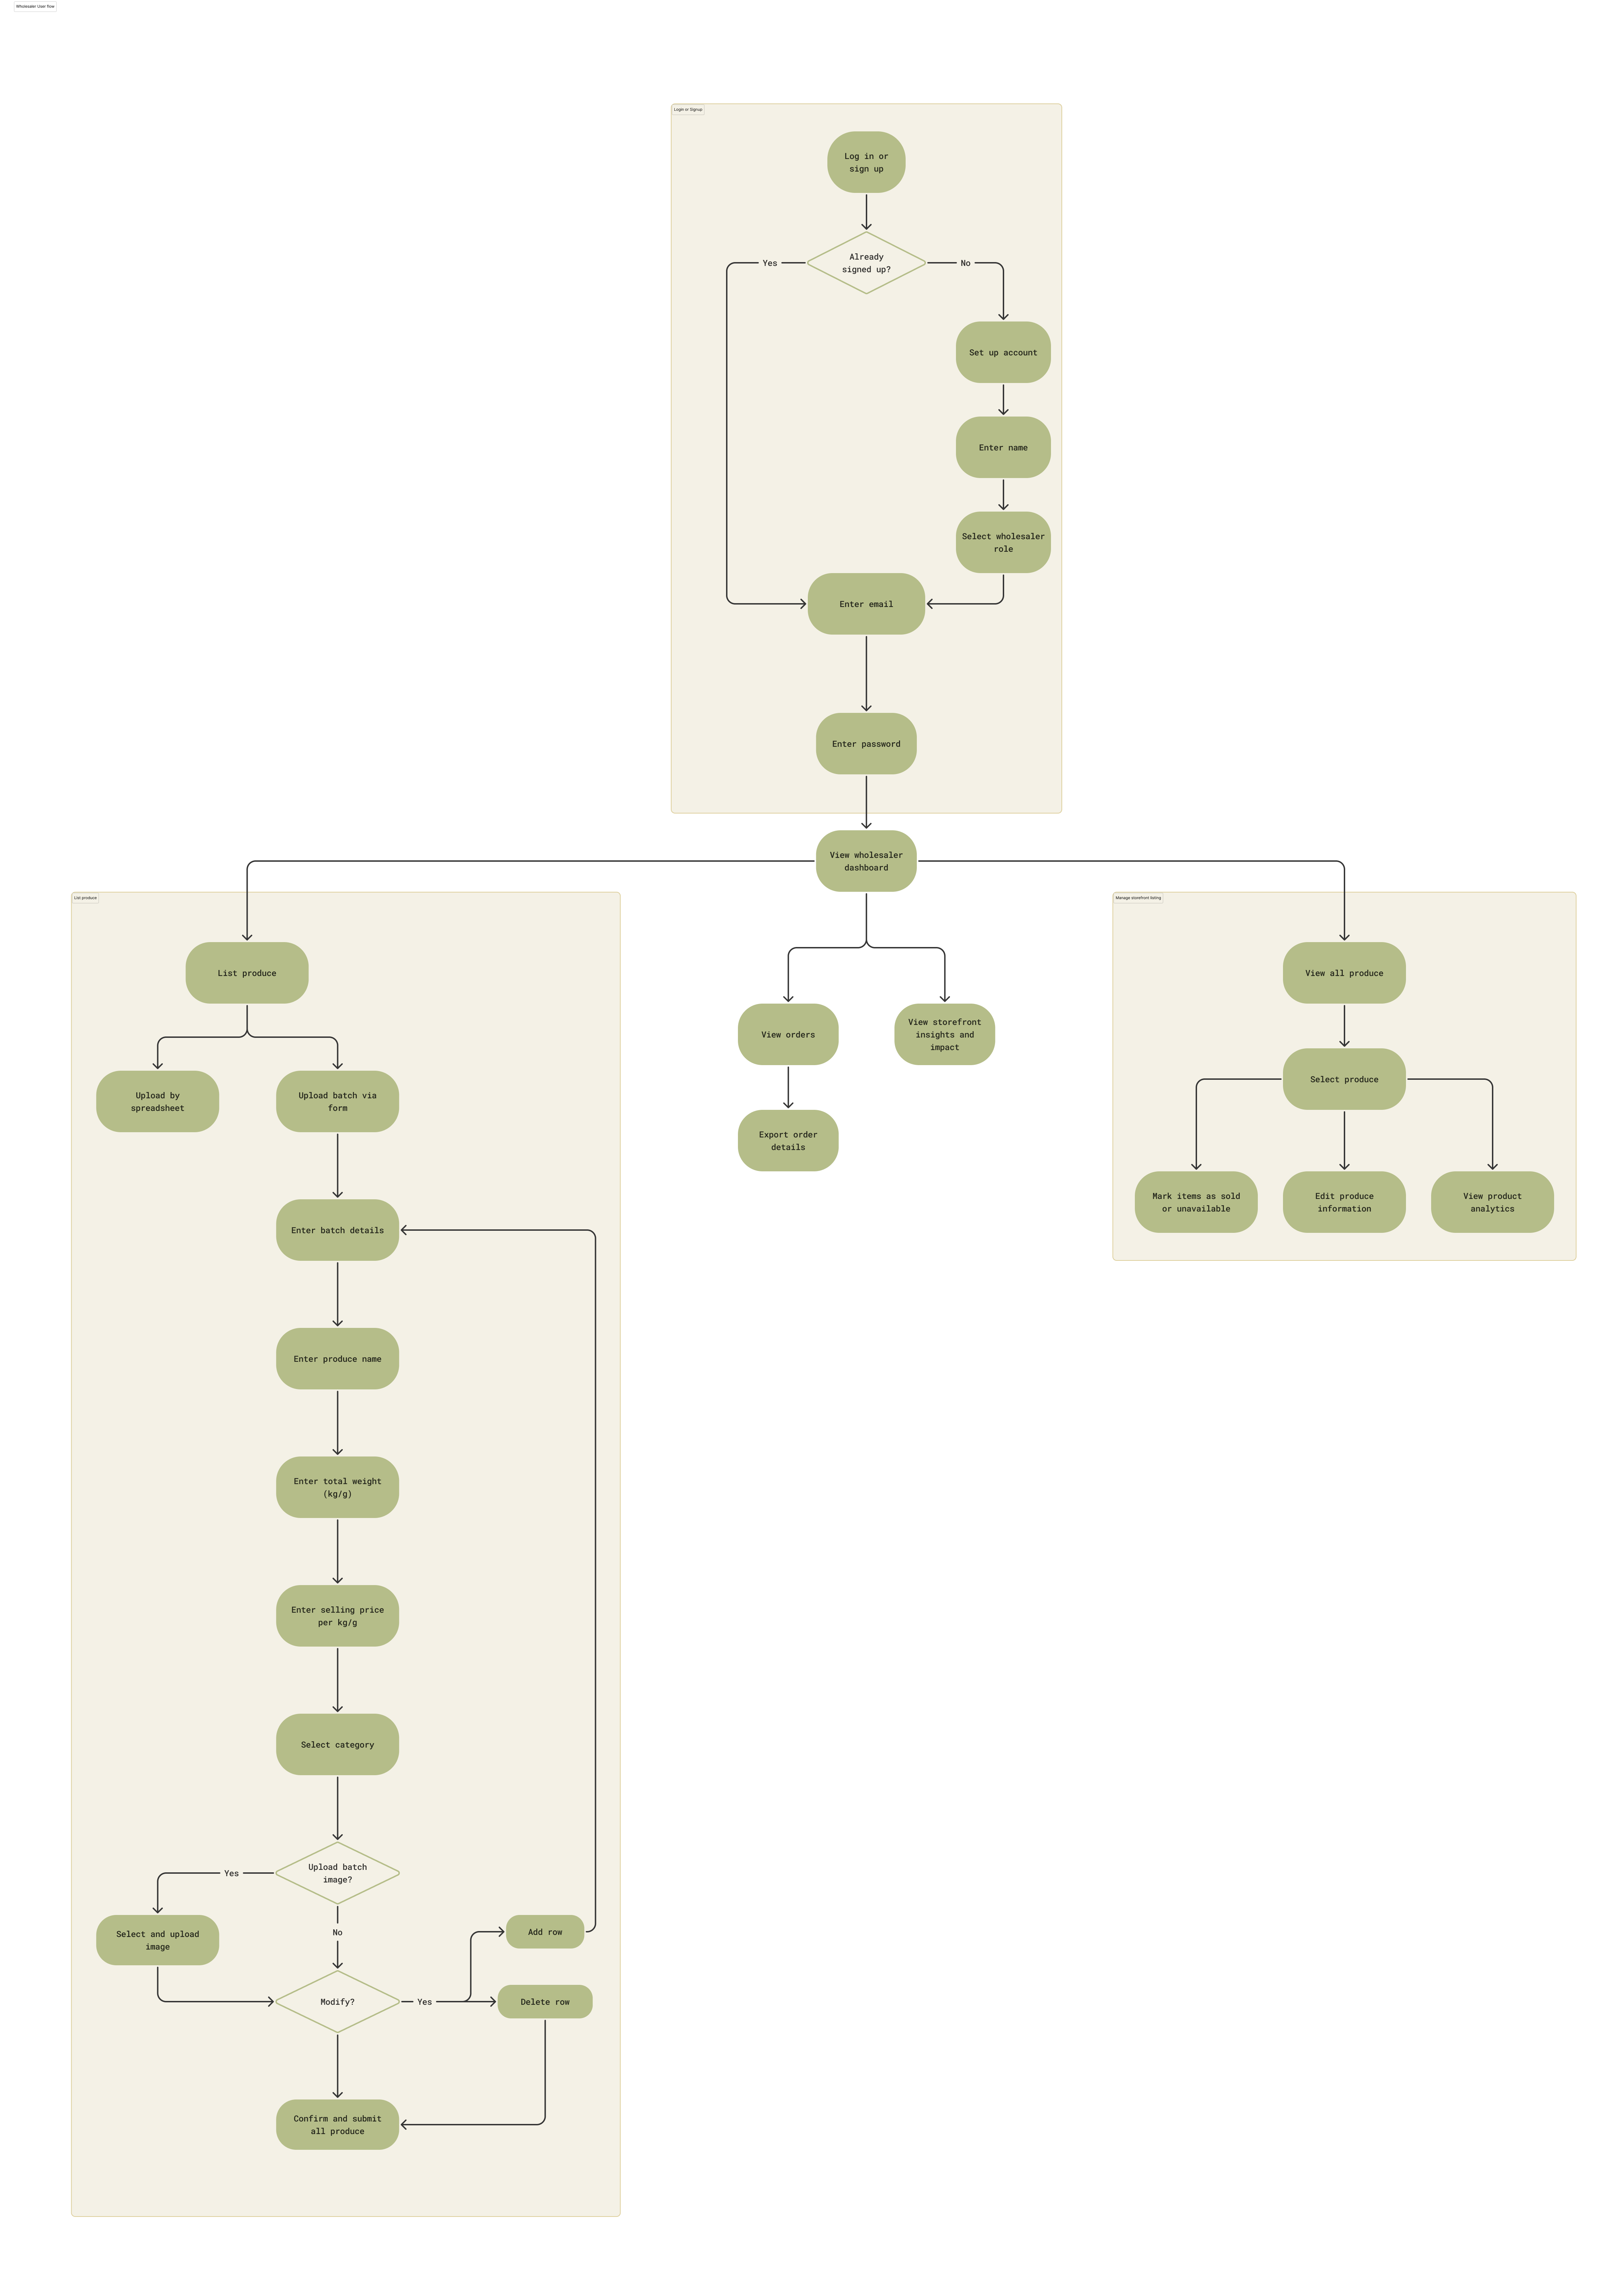 Wholesaler User flow
Login or Signup
Log in or
sign up
Already
signed up?
Yes
No
Set up account
Enter name
Select wholesaler
role
Enter email
Enter password
View wholesaler
dashboard
List produce
List produce
Upload by
spreadsheet
Upload batch via
form
Enter batch details
Enter produce name
Enter total weight
(kg/g)
Enter selling price
per kg/g
Select category
Upload batch
image?
Yes
No
Select and upload
image
Modify?
Yes
Add row
Delete row
Confirm and submit
all produce
View orders
View storefront
insights and
impact
Export order
details
Manage storefront listing
View all produce
Select produce
Mark items as sold
or unavailable
Edit produce
information
View product
analytics